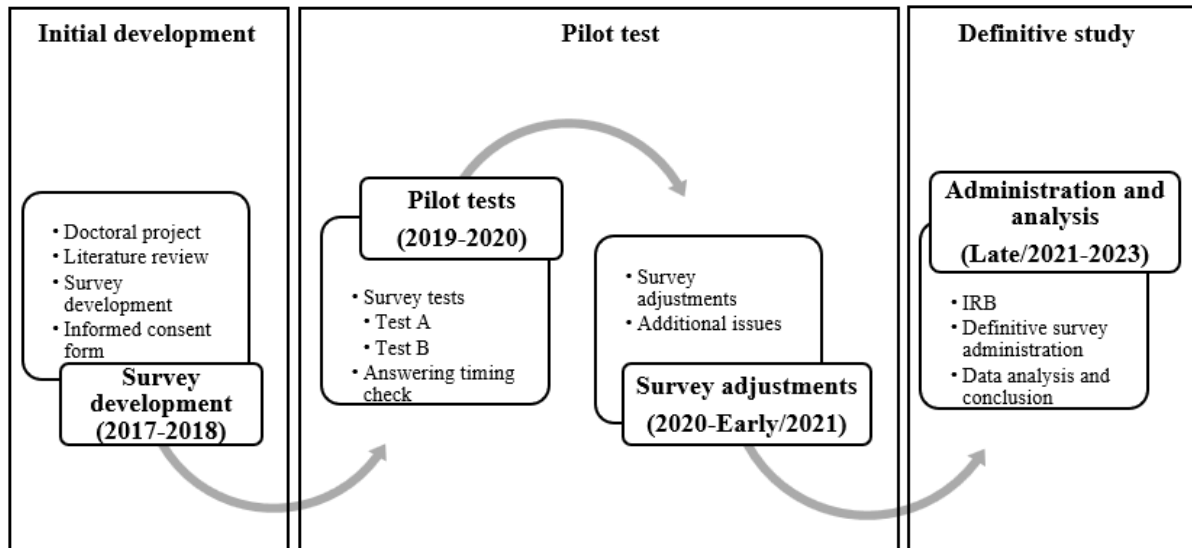 Initial development
• Doctoral project
• Literature review
• Survey
development
• Informed consent
form
Survey
development
(2017-2018)
Pilot test
Pilot tests
(2019-2020)
• Survey tests
• Test A
• Test B
• Answering timing
check
• Survey
adjustments
• Additional issues
Survey adjustments
(2020-Early/2021)
Definitive study
Administration and
analysis
(Late/2021-2023)
• IRB
• Definitive survey
administration
• Data analysis and
conclusion